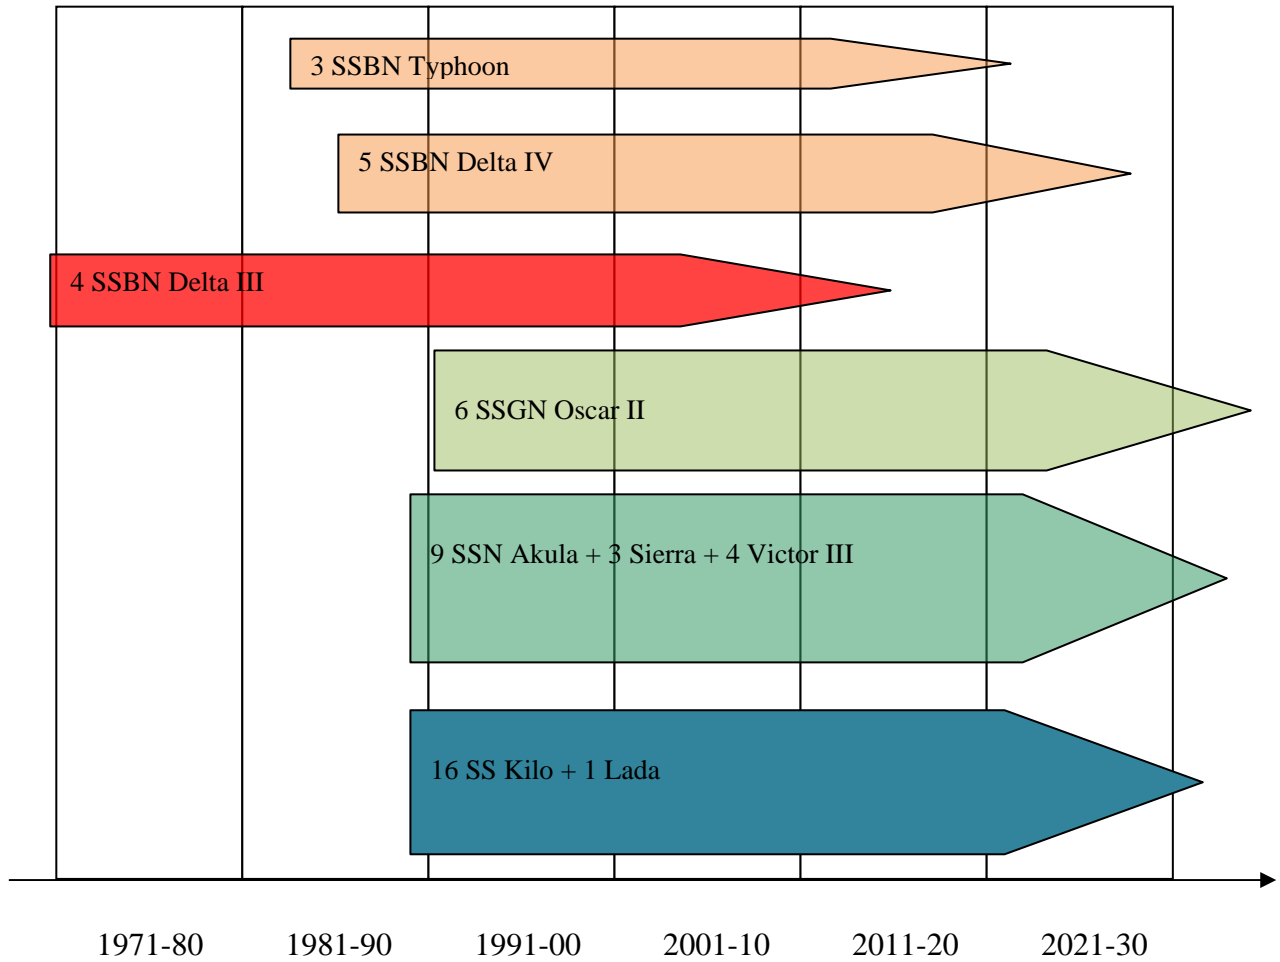 3 SSBN Typhoon
5 SSBN Delta IV
4 SSBN Delta III
6 SSGN Oscar II
9 SSN Akula + 3 Sierra + 4 Victor III
16 SS Kilo + 1 Lada
1971-80 1981-90 1991-00 2001-10 2011-20 2021-30